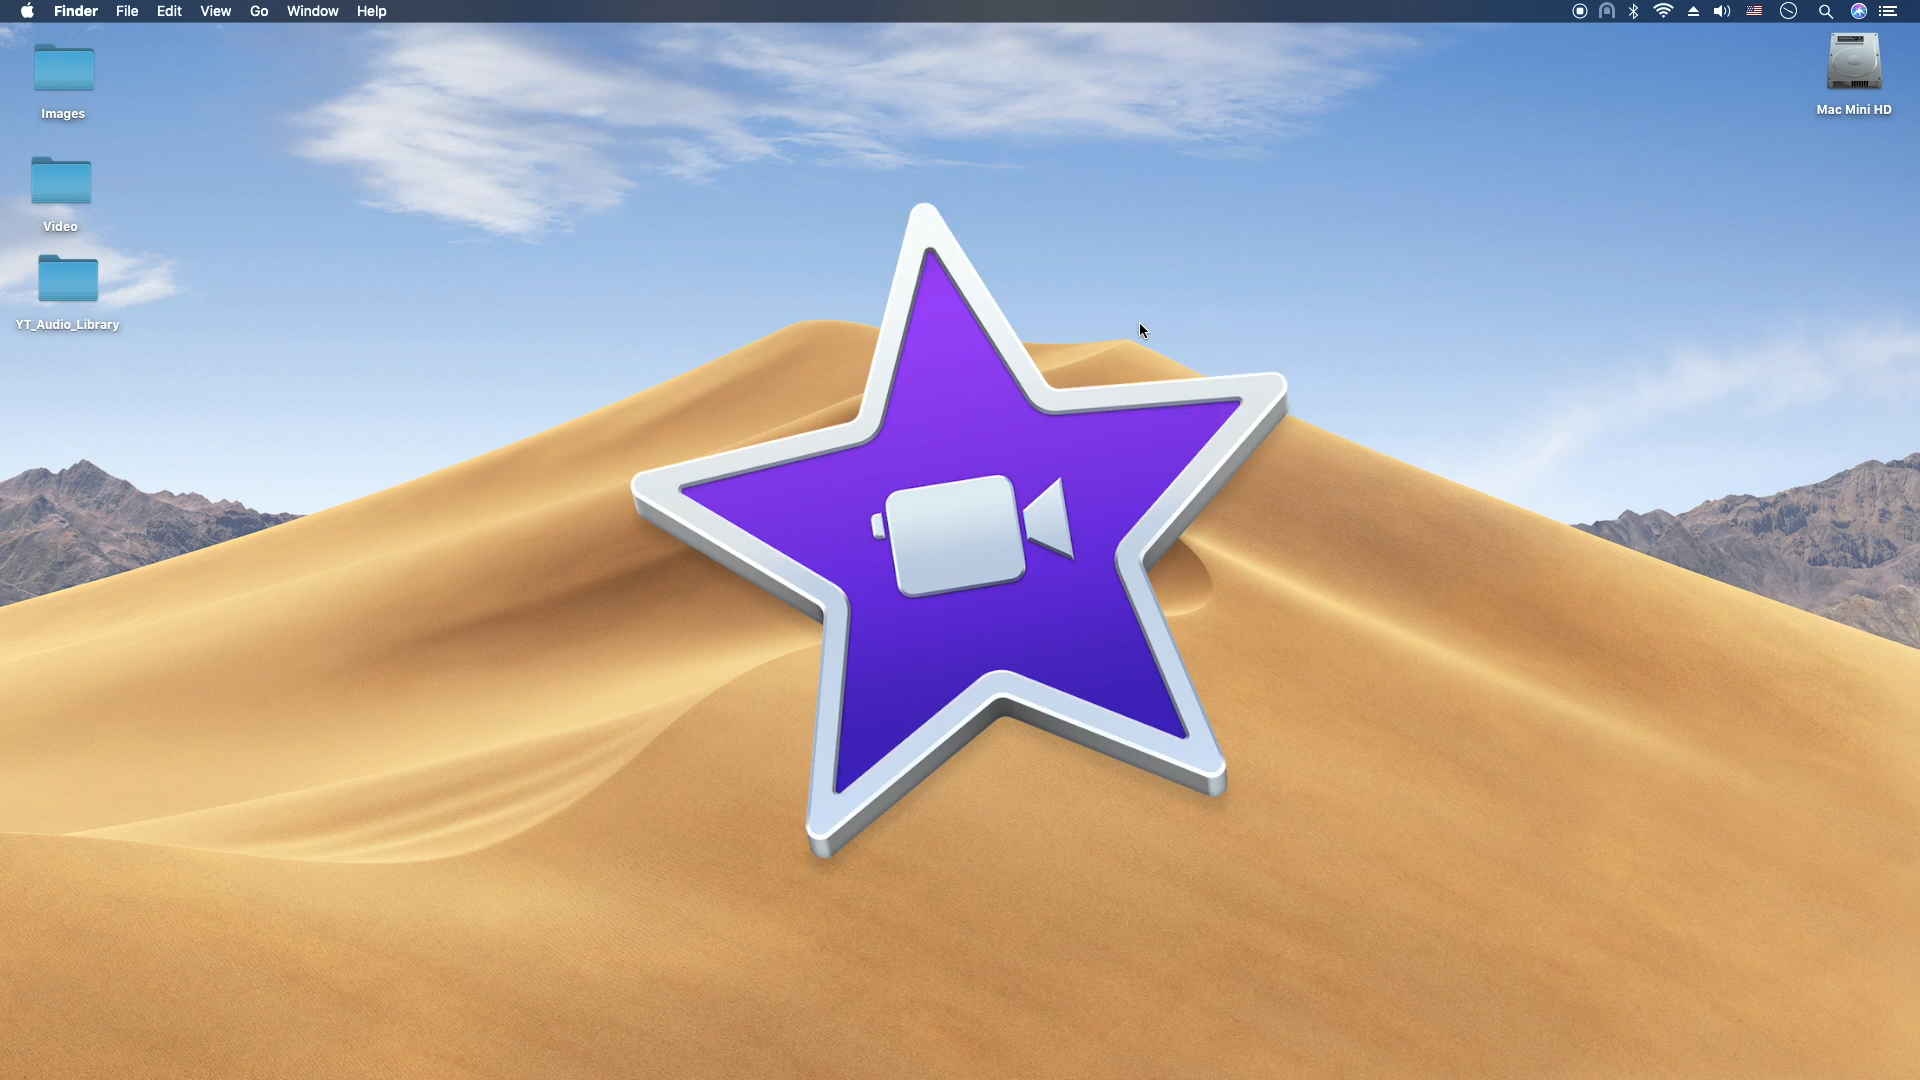 Finder File Edit View Go Window Help
Images
Mac Mini HD
Video
YT_Audio_Library